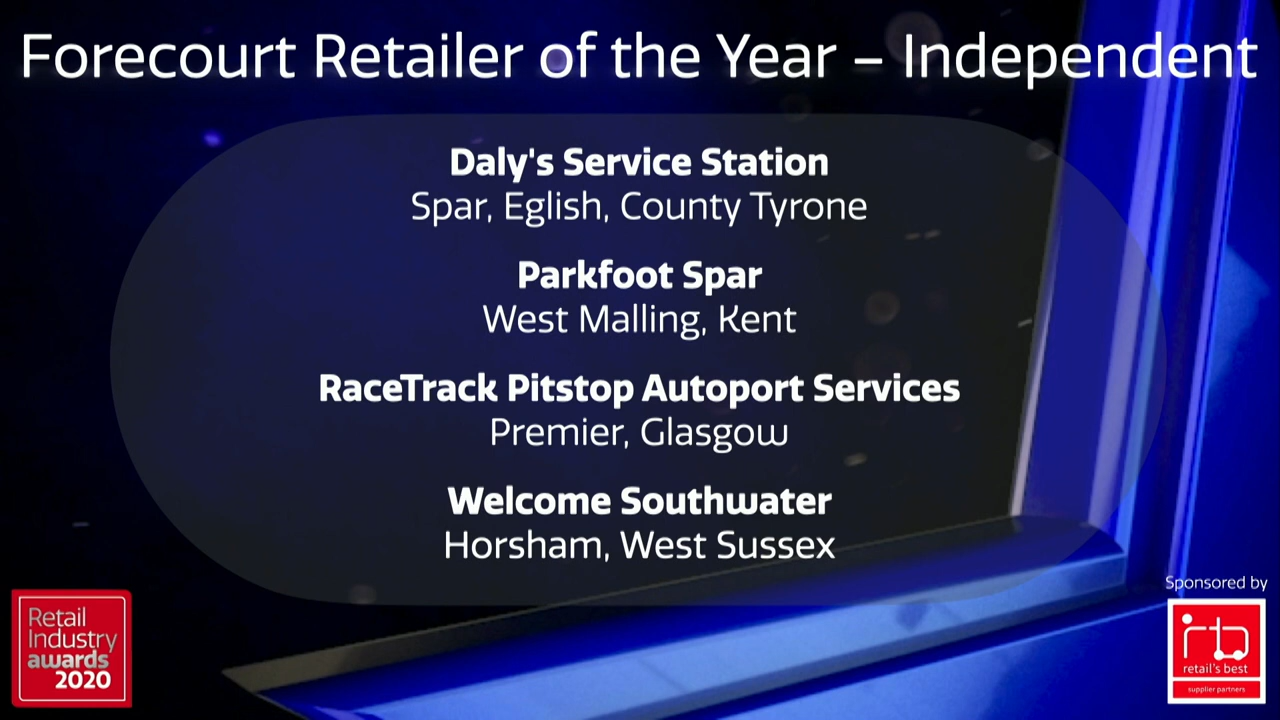 Forecourt Retailer of the Year – Independent
Daly's Service Station
Spar, Eglish, County Tyrone
Parkfoot Spar
West Malling, Kent
RaceTrack Pitstop Autoport Services
Premier, Glasgow
Welcome Southwater
Horsham, West Sussex
Retail
Industry
awards
2020
Sponsored by
rb
retail's best
supplier partners